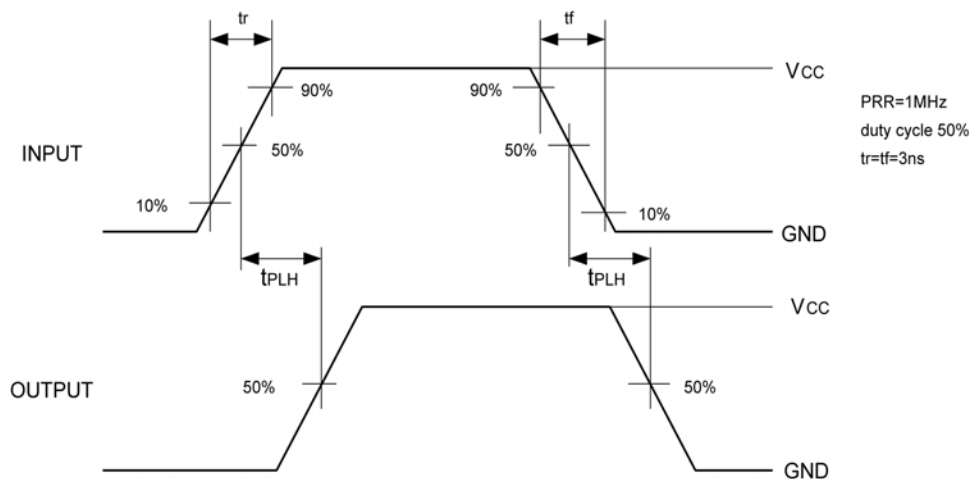 tr
tf
VCC
90%
90%
PRR=1MHz
duty cycle 50%
INPUT
50%
50%
tr=tf=3ns
10%
10%
GND
tPLH
tPLH
VCC
50%
50%
OUTPUT
GND